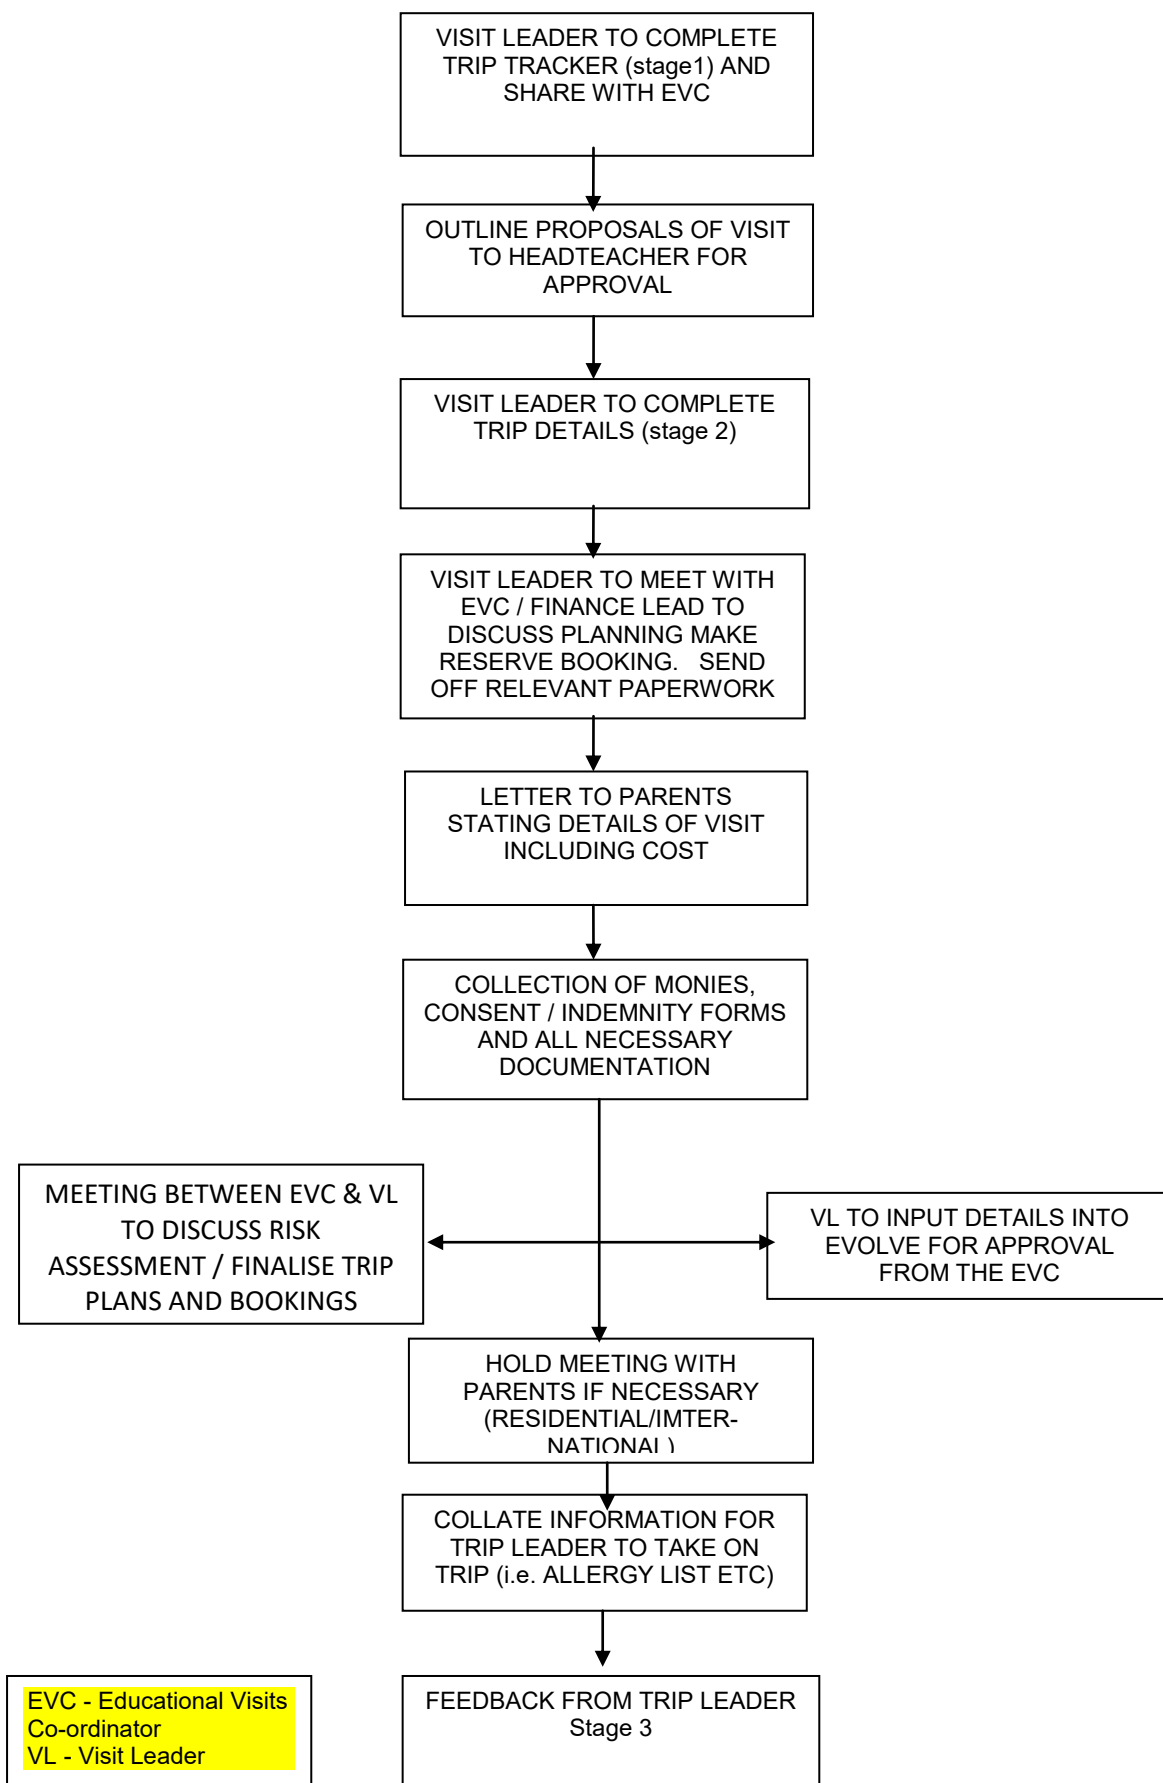 VISIT LEADER TO COMPLETE
TRIP TRACKER (stage1) AND
SHARE WITH EVC
OUTLINE PROPOSALS OF VISIT
TO HEADTEACHER FOR
APPROVAL
VISIT LEADER TO COMPLETE
TRIP DETAILS (stage 2)
VISIT LEADER TO MEET WITH
EVC / FINANCE LEAD TO
DISCUSS PLANNING MAKE
RESERVE BOOKING.   SEND
OFF RELEVANT PAPERWORK
LETTER TO PARENTS
STATING DETAILS OF VISIT
INCLUDING COST
COLLECTION OF MONIES,
CONSENT / INDEMNITY FORMS
AND ALL NECESSARY
DOCUMENTATION
MEETING BETWEEN EVC & VL
TO DISCUSS RISK
ASSESSMENT / FINALISE TRIP
PLANS AND BOOKINGS
VL TO INPUT DETAILS INTO
EVOLVE FOR APPROVAL
FROM THE EVC
HOLD MEETING WITH
PARENTS IF NECESSARY
(RESIDENTIAL/IMTER-
NATIONAL)
COLLATE INFORMATION FOR
TRIP LEADER TO TAKE ON
TRIP (i.e. ALLERGY LIST ETC)
EVC - Educational Visits
Co-ordinator
VL - Visit Leader
FEEDBACK FROM TRIP LEADER
Stage 3